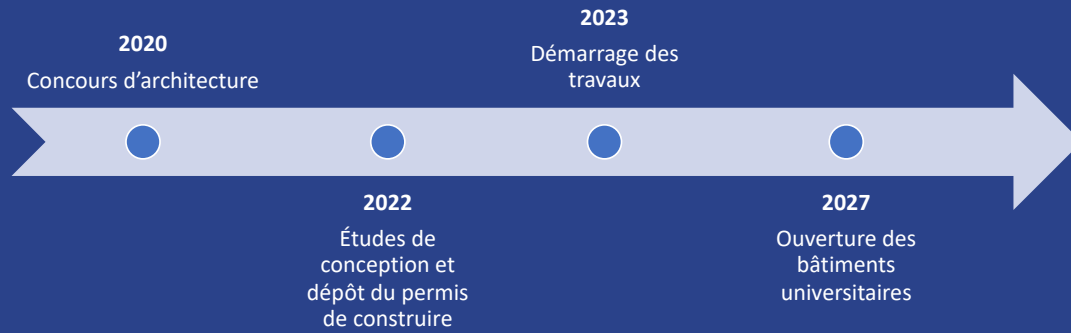 2020
Concours d’architecture
2022
Études de
conception et
dépôt du permis
de construire
2023
Démarrage des
travaux
2027
Ouverture des
bâtiments
universitaires